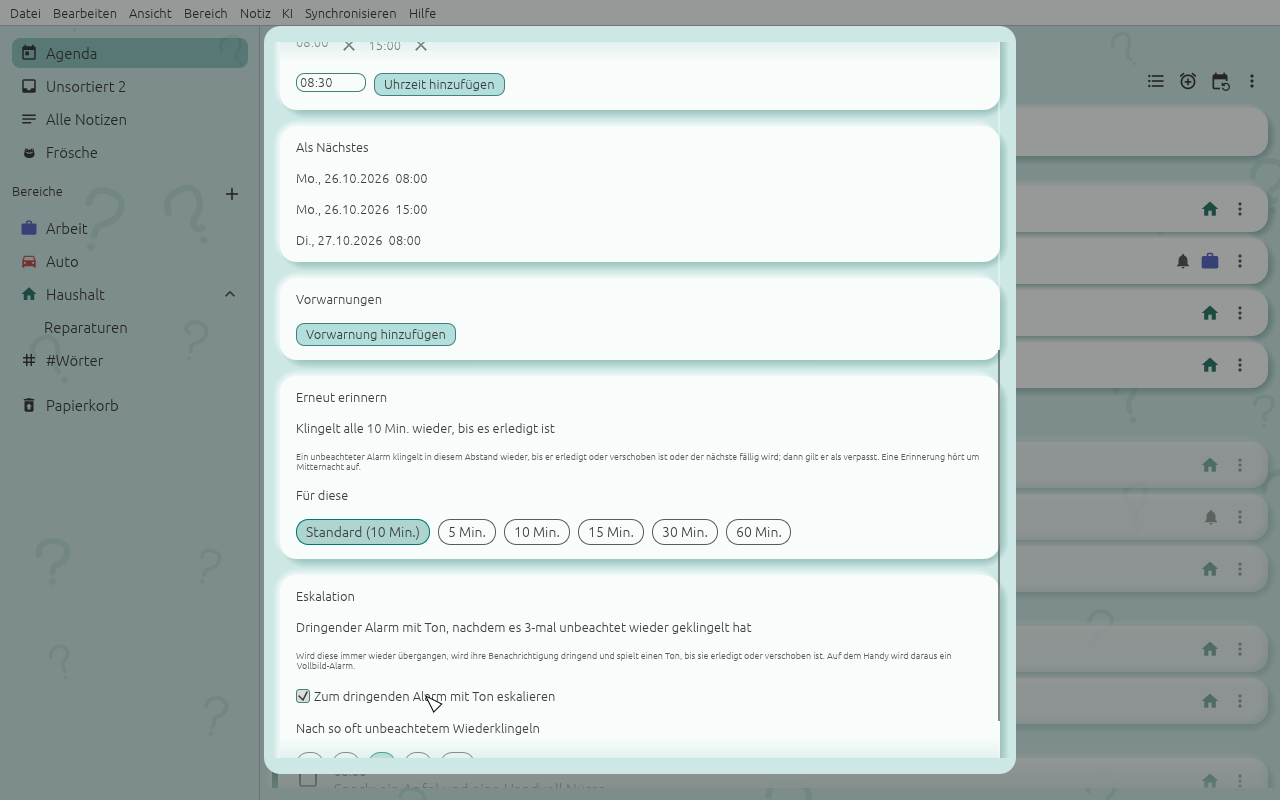 Datei Bearbeiten Ansicht Bereich Notiz KI Synchronisieren Hilfe
Agenda
Unsortiert 2
Alle Notizen
Frösche
Bereiche
Arbeit
Auto
Haushalt
Reparaturen
#Wörter
Papierkorb
08:00 15:00
08:30 Uhrzeit hinzufügen
Als Nächstes
Mo., 26.10.2026 08:00
Mo., 26.10.2026 15:00
Di., 27.10.2026 08:00
Vorwarnungen
Vorwarnung hinzufügen
Erneut erinnern
Klingelt alle 10 Min. wieder, bis es erledigt ist
Ein unbeachteter Alarm klingelt in diesem Abstand wieder, bis er erledigt oder verschoben ist oder der nächste fällig wird; dann gilt er als verpasst. Eine Erinnerung hört um
Mitternacht auf.
Für diese
Standard (10 Min.) 5 Min. 10 Min. 15 Min. 30 Min. 60 Min.
Eskalation
Dringender Alarm mit Ton, nachdem es 3-mal unbeachtet wieder geklingelt hat
Wird diese immer wieder übergangen, wird ihre Benachrichtigung dringend und spielt einen Ton, bis sie erledigt oder verschoben ist. Auf dem Handy wird daraus ein
Vollbild-Alarm.
Zum dringenden Alarm mit Ton eskalieren
Nach so oft unbeachtetem Wiederklingeln